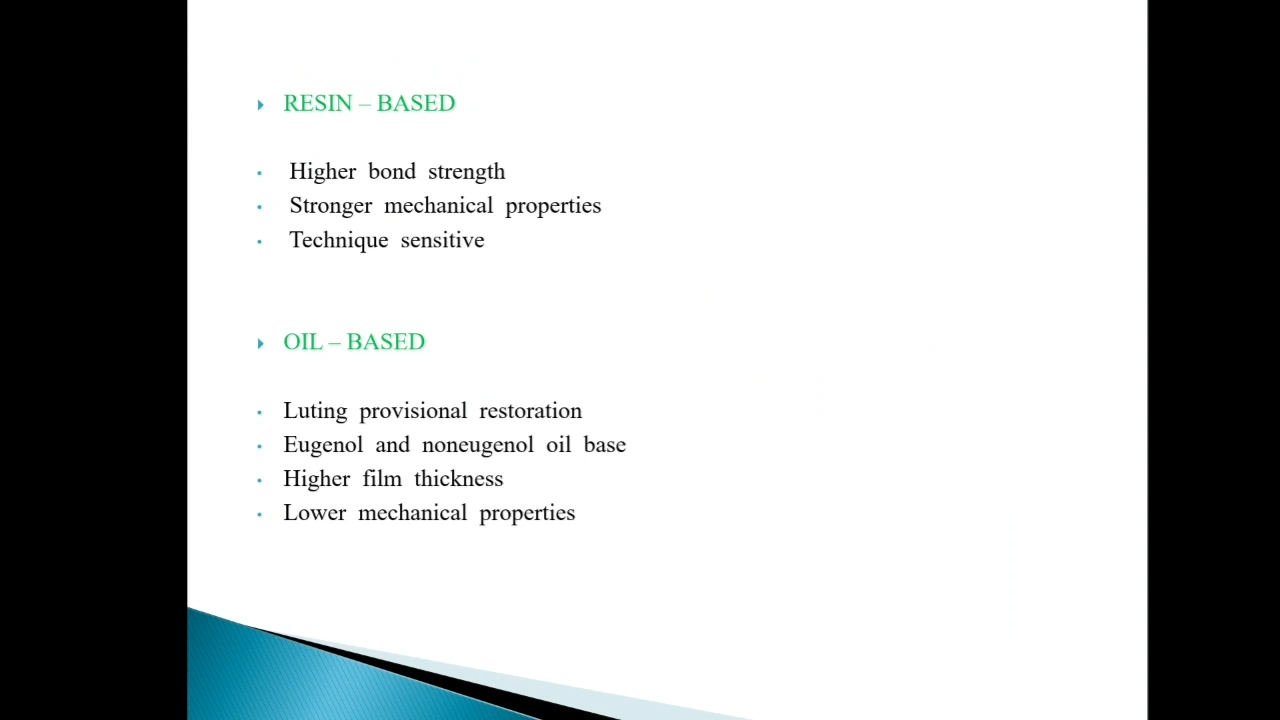 RESIN – BASED
Higher bond strength
Stronger mechanical properties
Technique sensitive
OIL – BASED
Luting provisional restoration
Eugenol and noneugenol oil base
Higher film thickness
Lower mechanical properties